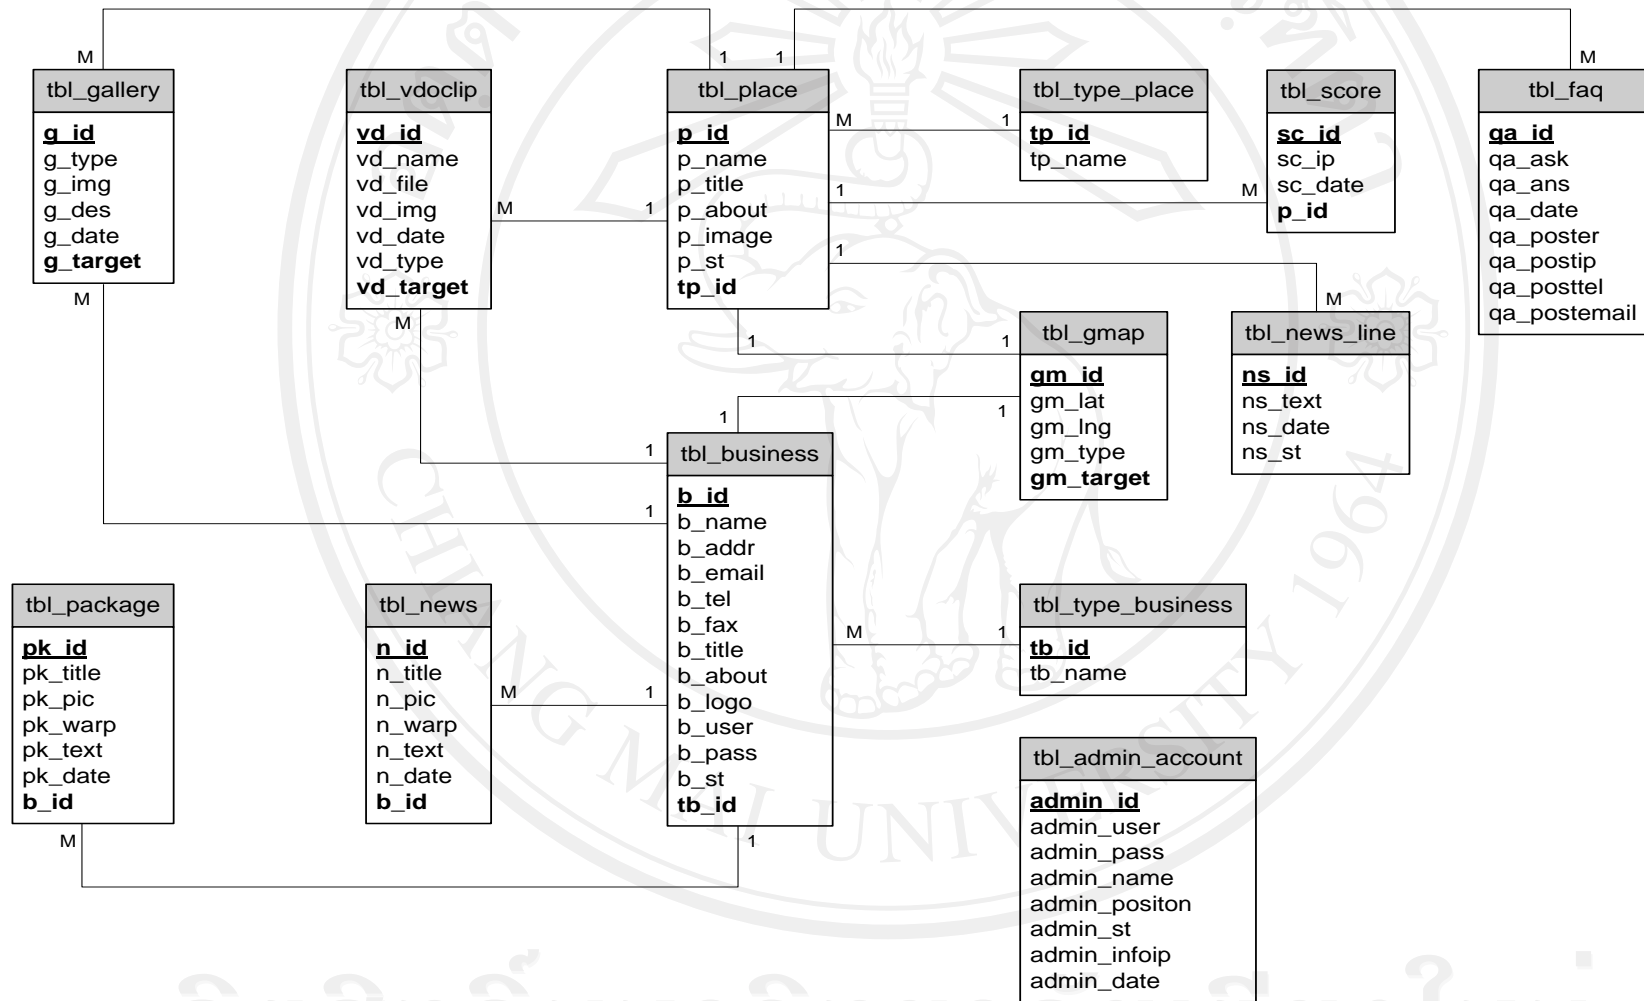 M
1
1
M
tbl_gallery
g_id
g_type
g_img
g_des
g_date
g_target
M
tbl_vdoclip
vd_id
vd_name
vd_file
vd_img
vd_date
vd_type
vd_target
M
M
1
tbl_place
p_id
p_name
p_title
p_about
p_image
p_st
tp_id
M
1
1
M
1
M
1
1
tbl_type_place
tp_id
tp_name
tbl_score
sc_id
sc_ip
sc_date
p_id
tbl_faq
qa_id
qa_ask
qa_ans
qa_date
qa_poster
qa_postip
qa_posttel
qa_postemail
tbl_gmap
gm_id
gm_lat
gm_lng
gm_type
gm_target
tbl_news_line
ns_id
ns_text
ns_date
ns_st
1
1
1
1
tbl_business
b_id
b_name
b_addr
b_email
b_tel
b_fax
b_title
b_about
b_logo
b_user
b_pass
b_st
tb_id
tbl_package
pk_id
pk_title
pk_pic
pk_warp
pk_text
pk_date
b_id
M
tbl_news
n_id
n_title
n_pic
n_warp
n_text
n_date
b_id
M
1
1
M
1
tbl_type_business
tb_id
tb_name
tbl_admin_account
admin_id
admin_user
admin_pass
admin_name
admin_positon
admin_st
admin_infoip
admin_date
CHIANG MAI UNIVERSITY 1964